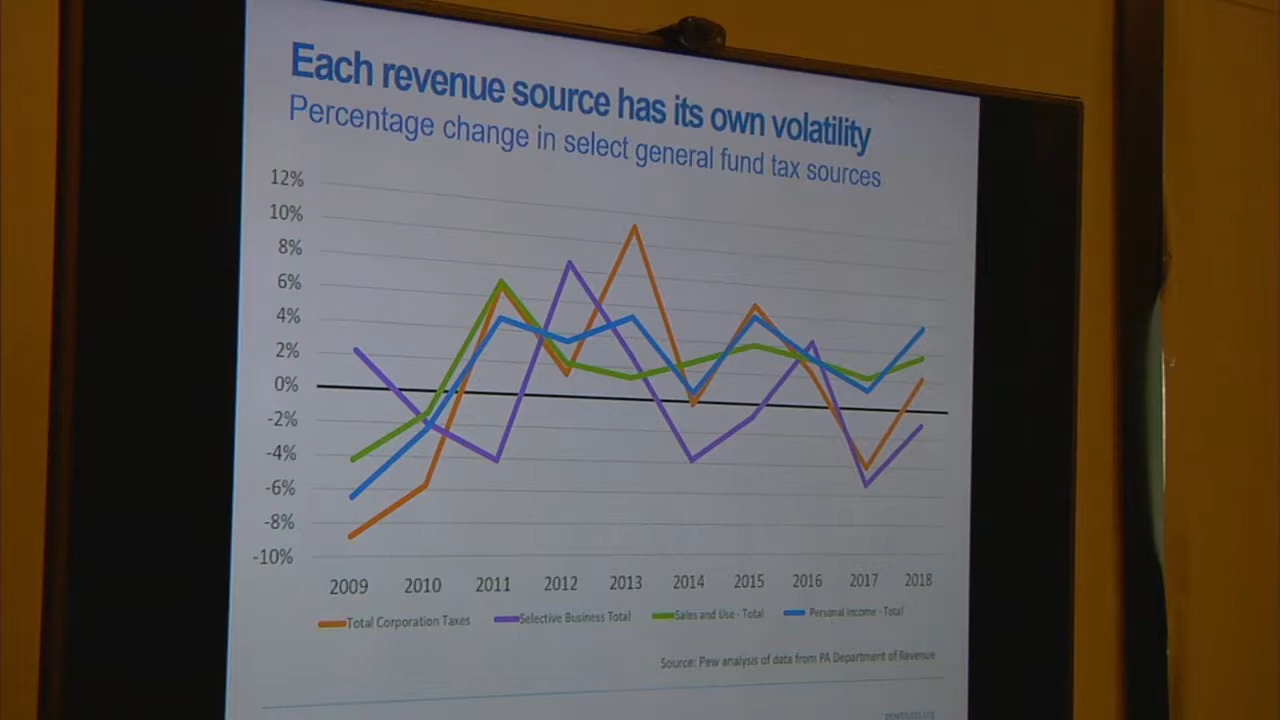 Each revenue source has its own volatility
Percentage change in select general fund tax sources
12%
10%
8%
6%
4%
2%
0%
-2%
-4%
-6%
-8%
-10%
2009 2010 2011 2012 2013 2014 2015 2016 2017 2018
Total Corporation Taxes Selective Business Total Sales and Use - Total Personal Income - Total
Source: Pew analysis of data from PA Department of Revenue